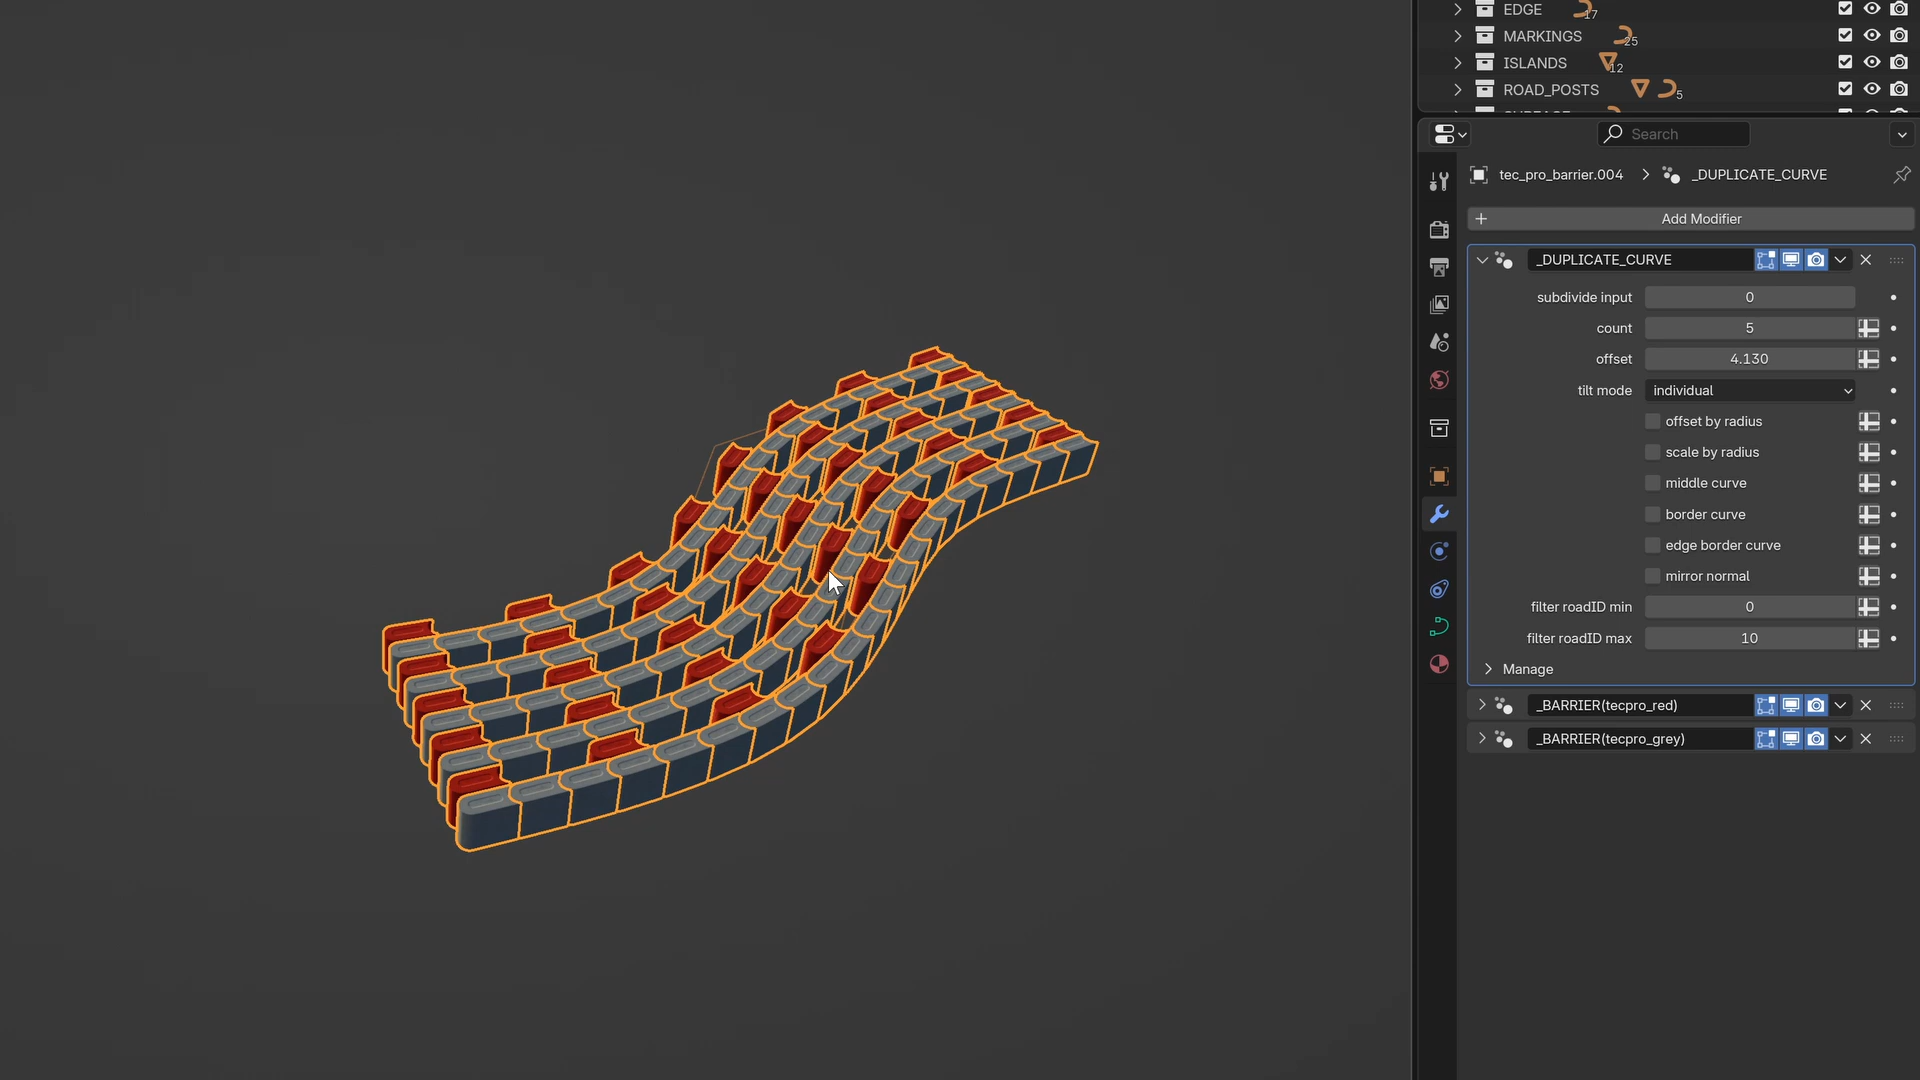 EDGE 17
MARKINGS 25
ISLANDS 12
ROAD_POSTS 5
Search
tec_pro_barrier.004 > _DUPLICATE_CURVE
+ Add Modifier
_DUPLICATE_CURVE
subdivide input 0
count 5
offset 4.130
tilt mode individual
offset by radius
scale by radius
middle curve
border curve
edge border curve
mirror normal
filter roadID min 0
filter roadID max 10
Manage
_BARRIER(tecpro_red)
_BARRIER(tecpro_grey)